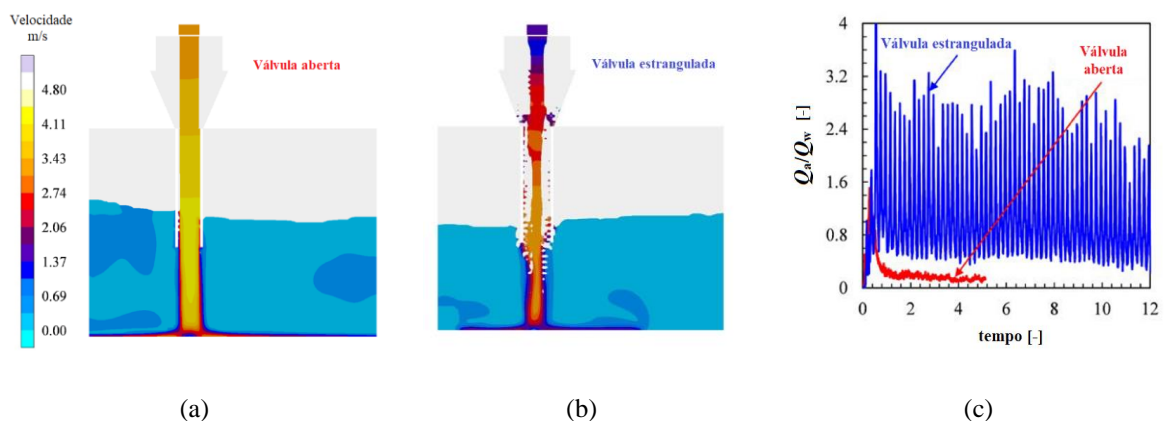 Velocidade
m/s
4.80
4.11
3.43
2.74
2.06
1.37
0.69
0.00
Válvula aberta
(a)
Válvula estrangulada
(b)
4
3.2
2.4
1.6
0.8
0
Qa/Qw [-]
Válvula estrangulada
Válvula
aberta
0 2 4 6 8 10 12
tempo [-]
(c)